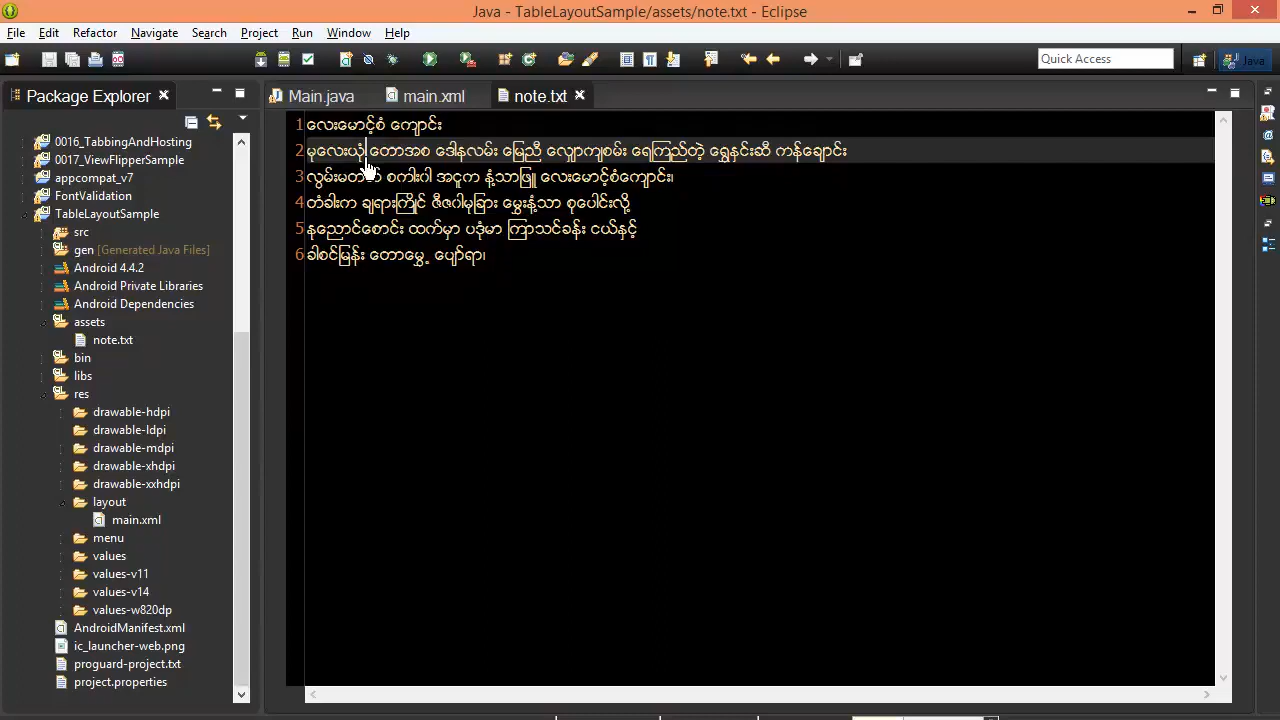 Java - TableLayoutSample/assets/note.txt - Eclipse
File Edit Refactor Navigate Search Project Run Window Help
Quick Access
Java
Package Explorer
Main.java main.xml note.txt
0016_TabbingAndHosting
0017_ViewFlipperSample
appcompat_v7
FontValidation
TableLayoutSample
src
gen [Generated Java Files]
Android 4.4.2
Android Private Libraries
Android Dependencies
assets
note.txt
bin
libs
res
drawable-hdpi
drawable-ldpi
drawable-mdpi
drawable-xhdpi
drawable-xxhdpi
layout
main.xml
menu
values
values-v11
values-v14
values-w820dp
AndroidManifest.xml
ic_launcher-web.png
proguard-project.txt
project.properties
1 လေးမောင့်စံ ကျောင်း
2 မုလေးယုံ တောအစ ဒေါနလမ်း မြေညီ လျှောကျစမ်း ရေကြည်တဲ့ ရွှေနင်းဆီ ကန်ချောင်း
3 လွမ်းမ စကါးဝါ အငူက နံ့သာဖြူ လေးမောင့်စံကျောင်း၊
4 တံခါးက ချရားကြိုင် ဇီဇဝါမုခြား မွှေးနံ့သာ စုပေါင်းလို့
5 နုညောင်စောင်း ထက်မှာ ပဒုံမာ ကြာသင်ခန်း ငယ်နှင့်
6 ခါစင်မြန်း တောမွှေ့ ပျော်ရာ၊